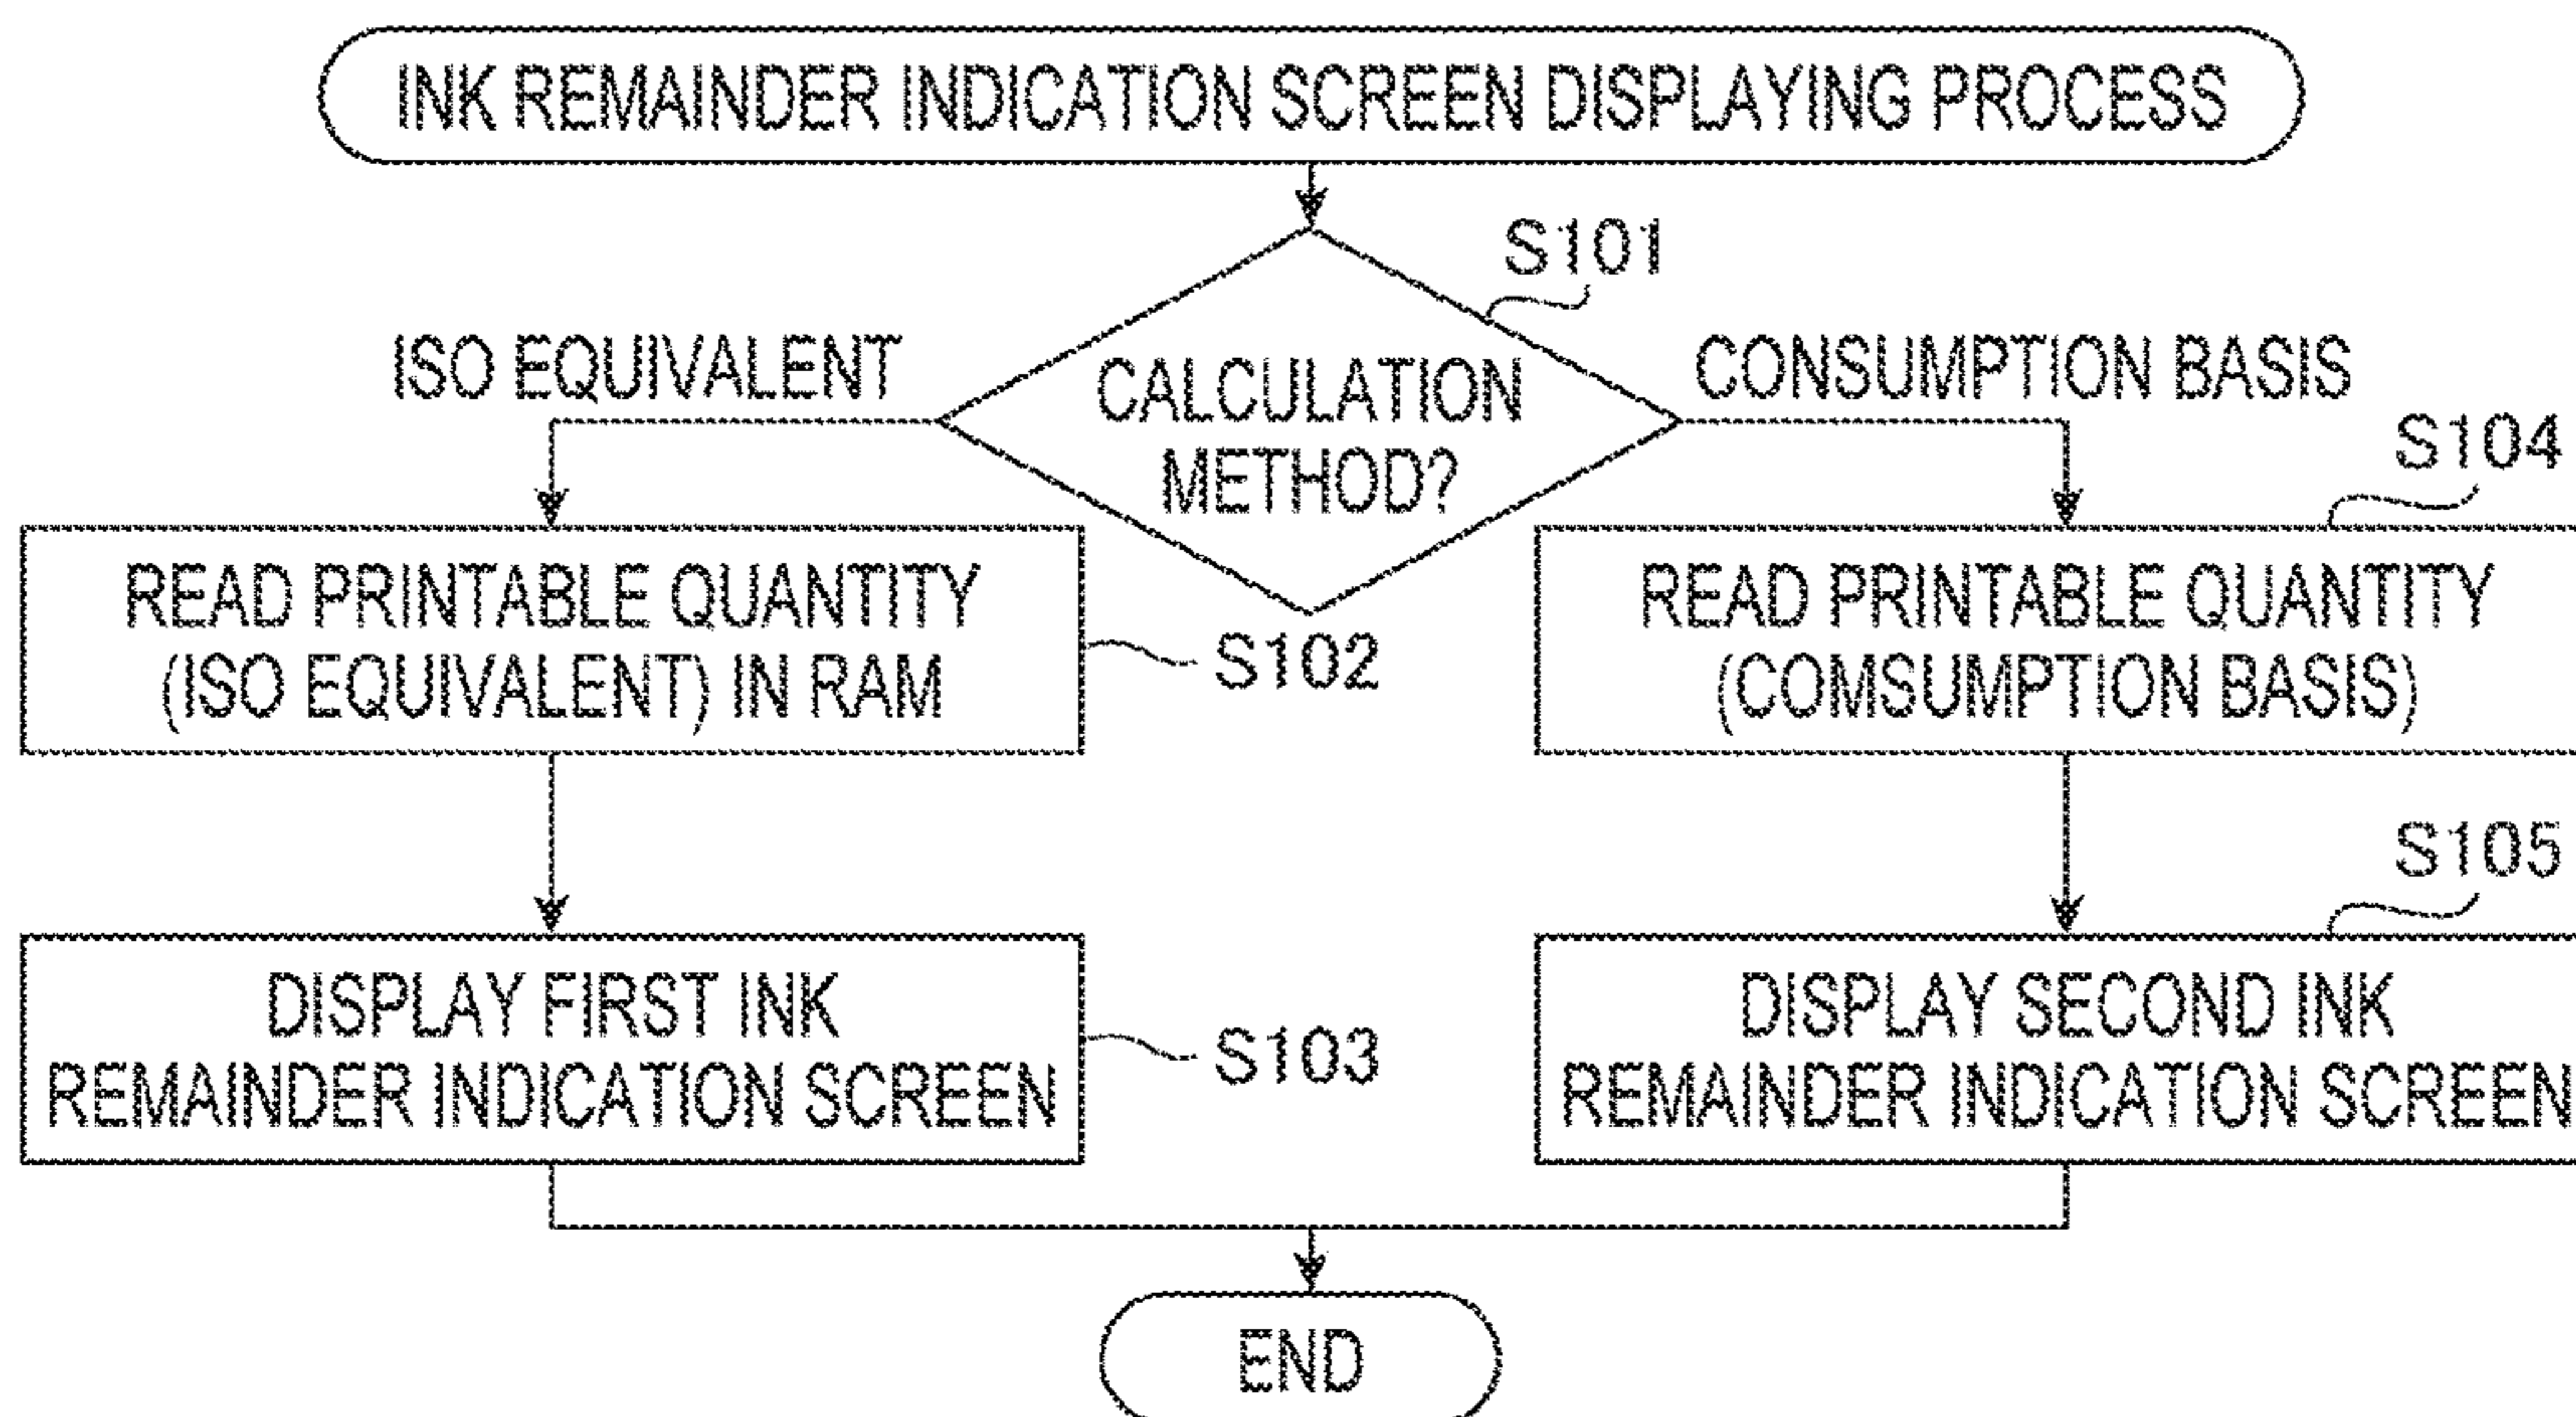 INK REMAINDER INDICATION SCREEN DISPLAYING PROCESS
S101
ISO EQUIVALENT
CALCULATION
METHOD?
CONSUMPTION BASIS
READ PRINTABLE QUANTITY
(ISO EQUIVALENT) IN RAM
S102
S104
READ PRINTABLE QUANTITY
(COMSUMPTION BASIS)
DISPLAY FIRST INK
REMAINDER INDICATION SCREEN
S103
S105
DISPLAY SECOND INK
REMAINDER INDICATION SCREEN
END